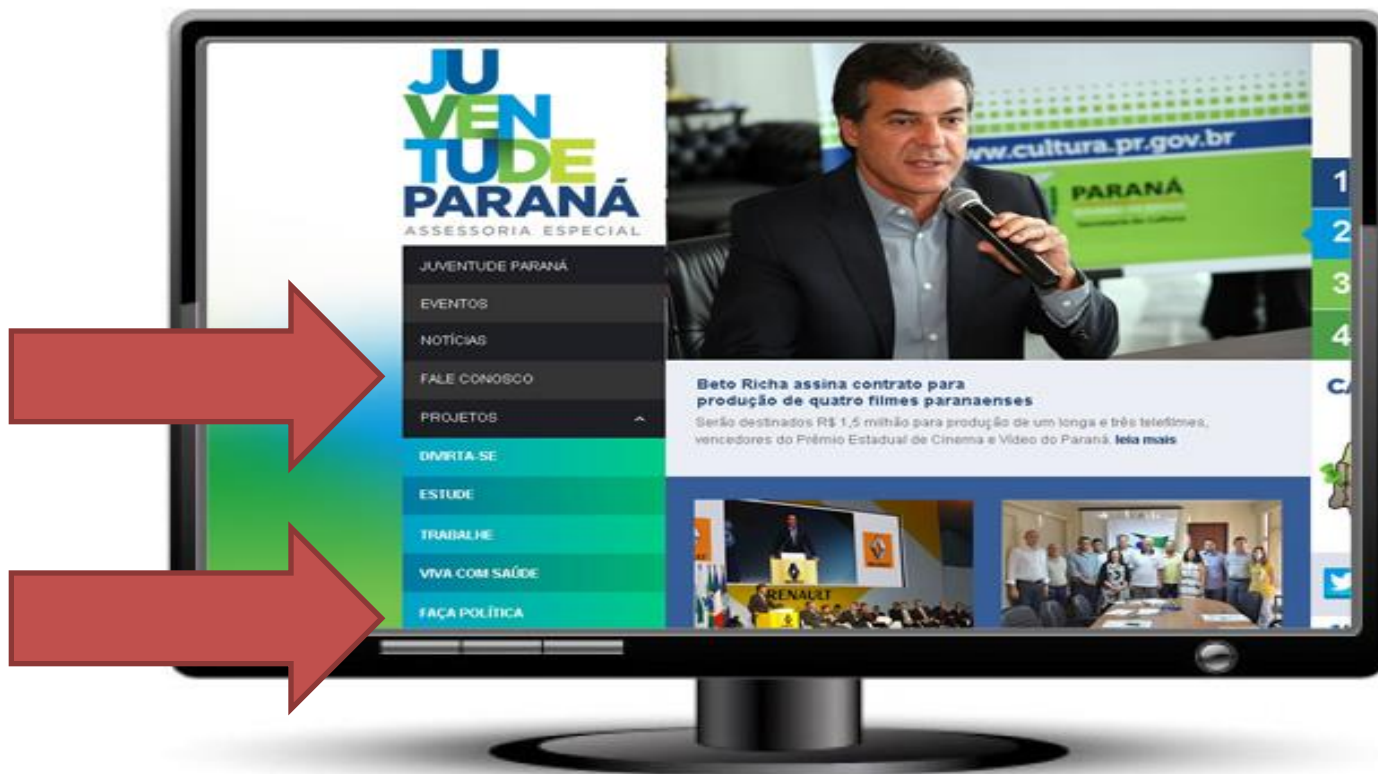 JU
VEN
TUDE
PARANÁ
ASSESSORIA ESPECIAL
JUVENTUDE PARANÁ
EVENTOS
NOTÍCIAS
FALE CONOSCO
PROJETOS
DIVIRTA-SE
ESTUDE
TRABALHE
VIVA COM SAÚDE
FAÇA POLÍTICA
ww.cultura.pr.gov.br
PARANÁ
1
2
3
4
Beto Richa assina contrato para
produção de quatro filmes paranaenses
Serão destinados R$ 1,5 milhão para produção de um longa e três telefilmes,
vencedores do Prêmio Estadual de Cinema e Vídeo do Paraná. leia mais
RENAULT